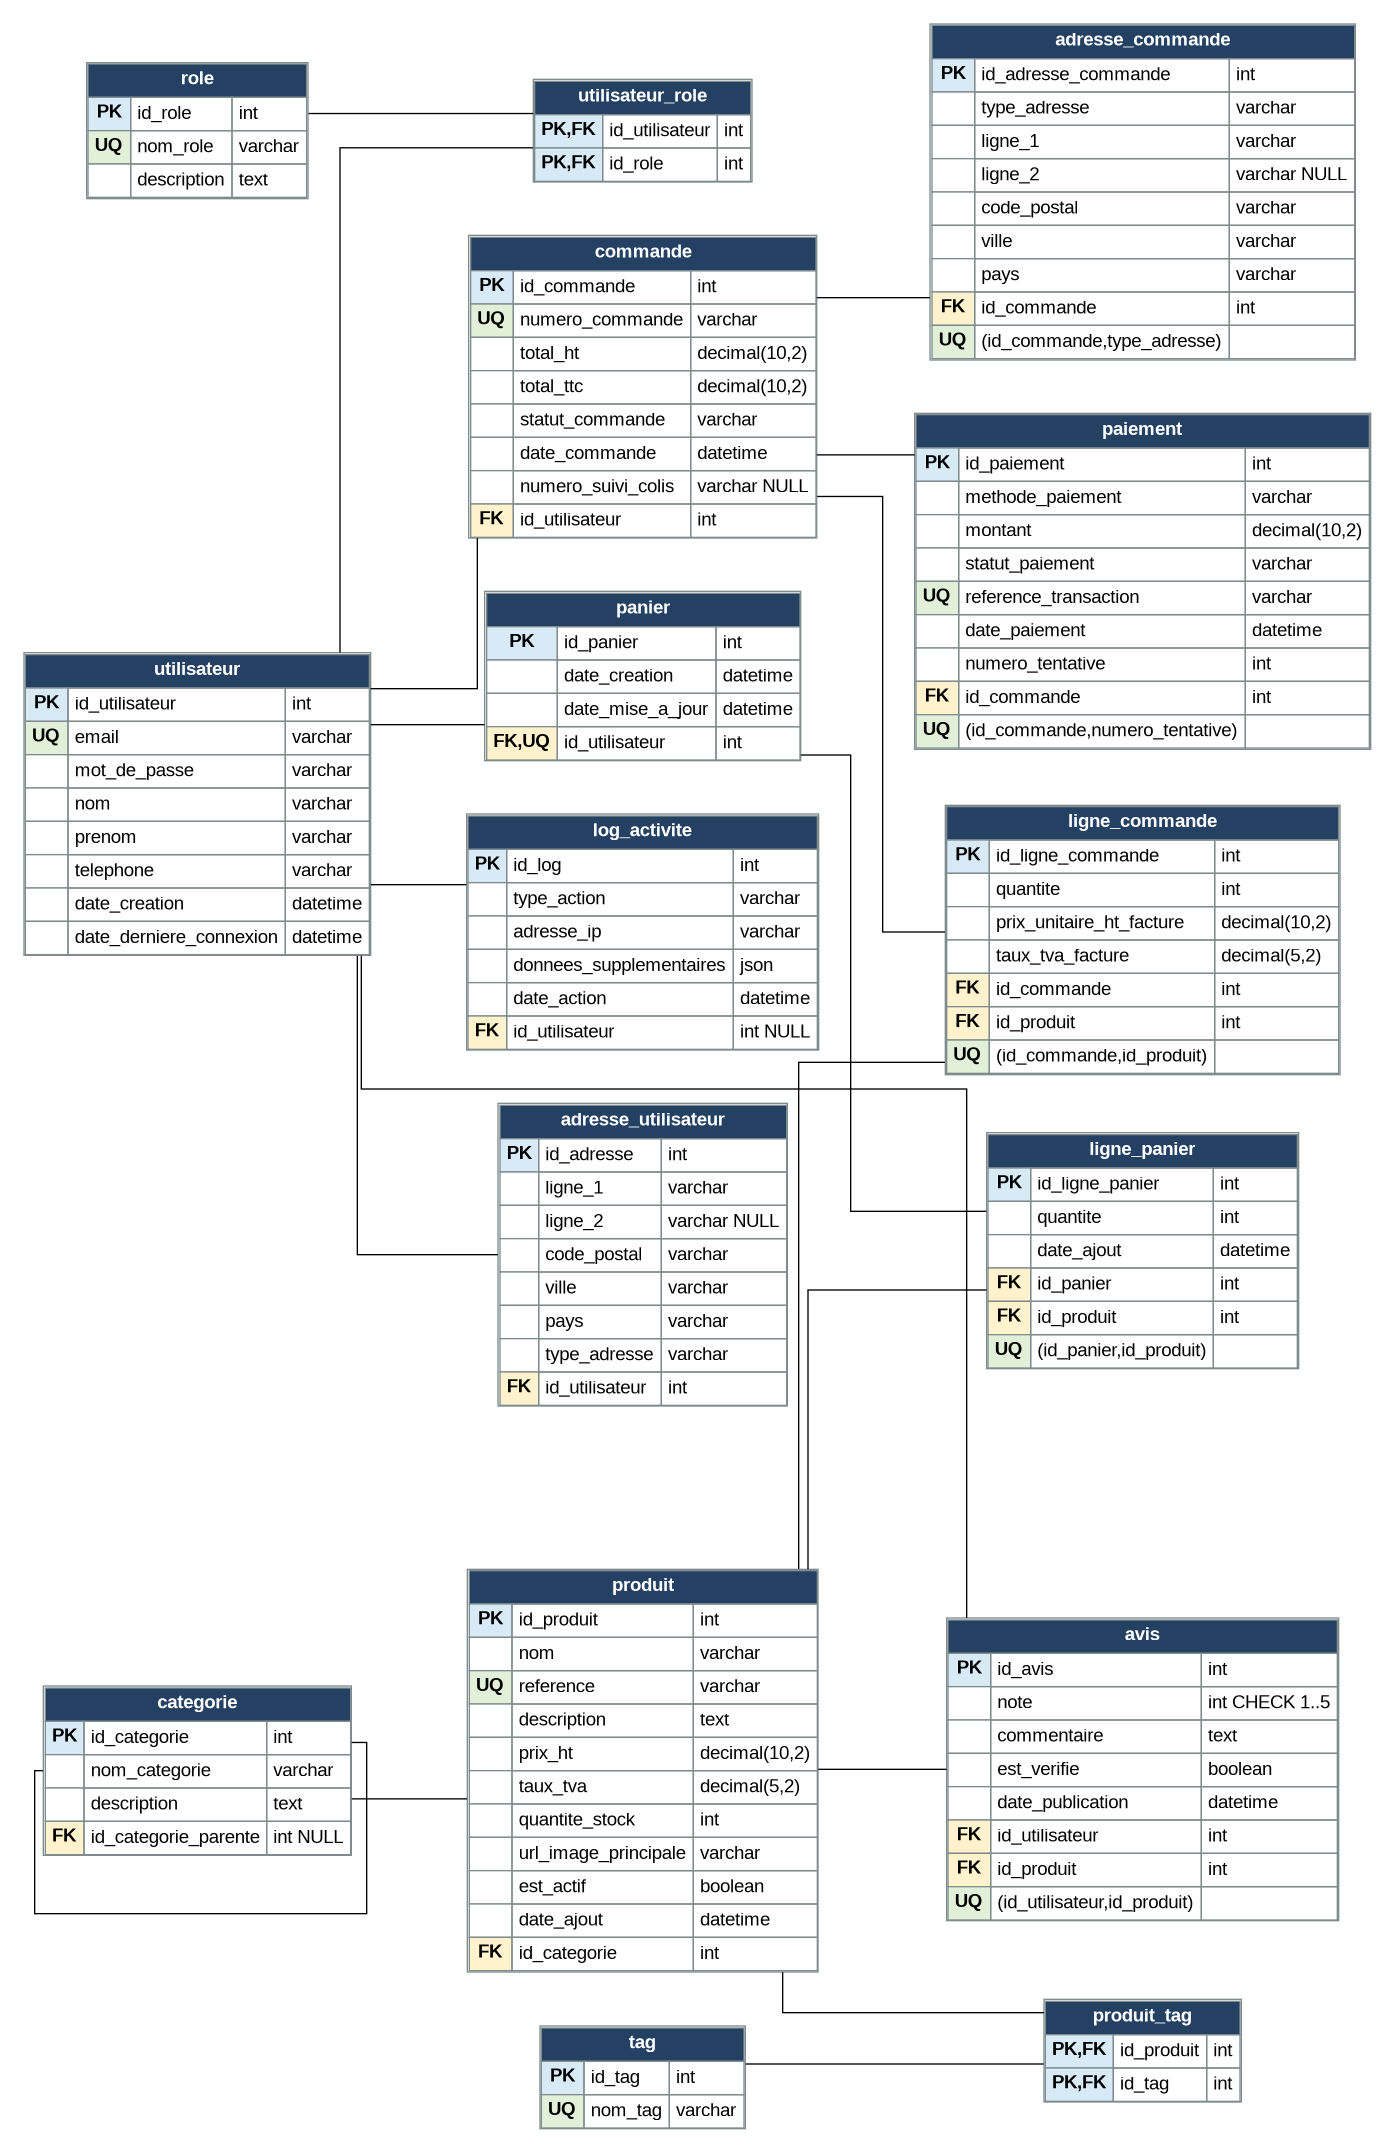 role
PK id_role int
UQ nom_role varchar
description text
utilisateur_role
PK,FK id_utilisateur int
PK,FK id_role int
adresse_commande
PK id_adresse_commande int
type_adresse varchar
ligne_1 varchar
ligne_2 varchar NULL
code_postal varchar
ville varchar
pays varchar
FK id_commande int
UQ (id_commande,type_adresse)
commande
PK id_commande int
UQ numero_commande varchar
total_ht decimal(10,2)
total_ttc decimal(10,2)
statut_commande varchar
date_commande datetime
numero_suivi_colis varchar NULL
FK id_utilisateur int
paiement
PK id_paiement int
methode_paiement varchar
montant decimal(10,2)
statut_paiement varchar
UQ reference_transaction varchar
date_paiement datetime
numero_tentative int
FK id_commande int
UQ (id_commande,numero_tentative)
panier
PK id_panier int
date_creation datetime
date_mise_a_jour datetime
FK,UQ id_utilisateur int
utilisateur
PK id_utilisateur int
UQ email varchar
mot_de_passe varchar
nom varchar
prenom varchar
telephone varchar
date_creation datetime
date_derniere_connexion datetime
log_activite
PK id_log int
type_action varchar
adresse_ip varchar
donnees_supplementaires json
date_action datetime
FK id_utilisateur int NULL
ligne_commande
PK id_ligne_commande int
quantite int
prix_unitaire_ht_facture decimal(10,2)
taux_tva_facture decimal(5,2)
FK id_commande int
FK id_produit int
UQ (id_commande,id_produit)
adresse_utilisateur
PK id_adresse int
ligne_1 varchar
ligne_2 varchar NULL
code_postal varchar
ville varchar
pays varchar
type_adresse varchar
FK id_utilisateur int
ligne_panier
PK id_ligne_panier int
quantite int
date_ajout datetime
FK id_panier int
FK id_produit int
UQ (id_panier,id_produit)
produit
PK id_produit int
nom varchar
UQ reference varchar
description text
prix_ht decimal(10,2)
taux_tva decimal(5,2)
quantite_stock int
url_image_principale varchar
est_actif boolean
date_ajout datetime
FK id_categorie int
avis
PK id_avis int
note int CHECK 1..5
commentaire text
est_verifie boolean
date_publication datetime
FK id_utilisateur int
FK id_produit int
UQ (id_utilisateur,id_produit)
categorie
PK id_categorie int
nom_categorie varchar
description text
FK id_categorie_parente int NULL
produit_tag
PK,FK id_produit int
PK,FK id_tag int
tag
PK id_tag int
UQ nom_tag varchar